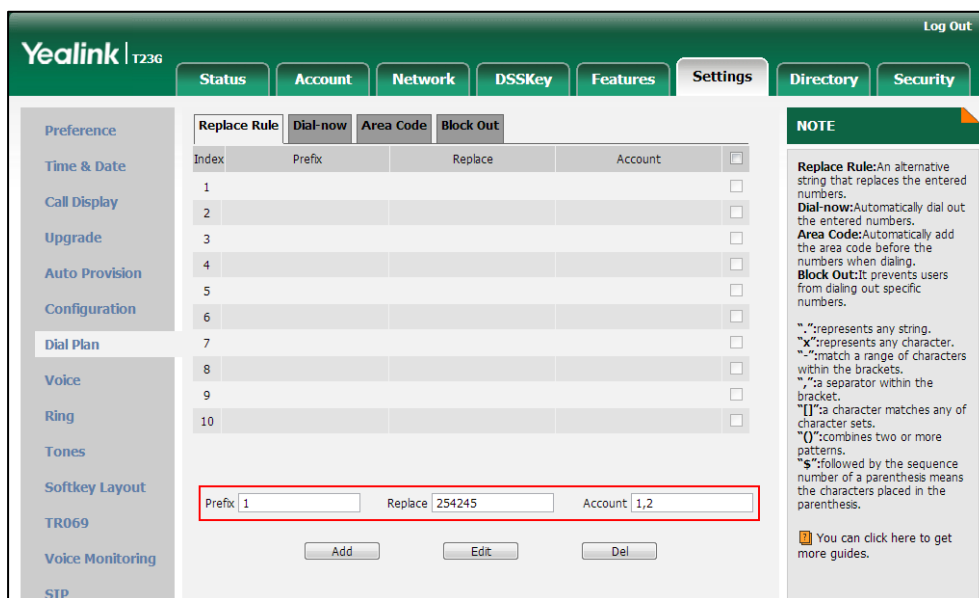 Log Out
Yealink T23G
Status Account Network DSSKey Features Settings Directory Security
Preference
Time & Date
Call Display
Upgrade
Auto Provision
Configuration
Dial Plan
Voice
Ring
Tones
Softkey Layout
TR069
Voice Monitoring
SIP
Replace Rule Dial-now Area Code Block Out
Index Prefix Replace Account
1
2
3
4
5
6
7
8
9
10
Prefix 1 Replace 254245 Account 1,2
Add Edit Del
NOTE
Replace Rule:An alternative
string that replaces the entered
numbers.
Dial-now:Automatically dial out
the entered numbers.
Area Code:Automatically add
the area code before the
numbers when dialing.
Block Out:It prevents users
from dialing out specific
numbers.
".":represents any string.
"x":represents any character.
"-":match a range of characters
within the brackets.
",":a separator within the
bracket.
"[]":a character matches any of
character sets.
"()":combines two or more
patterns.
"$":followed by the sequence
number of a parenthesis means
the characters placed in the
parenthesis.
? You can click here to get
more guides.